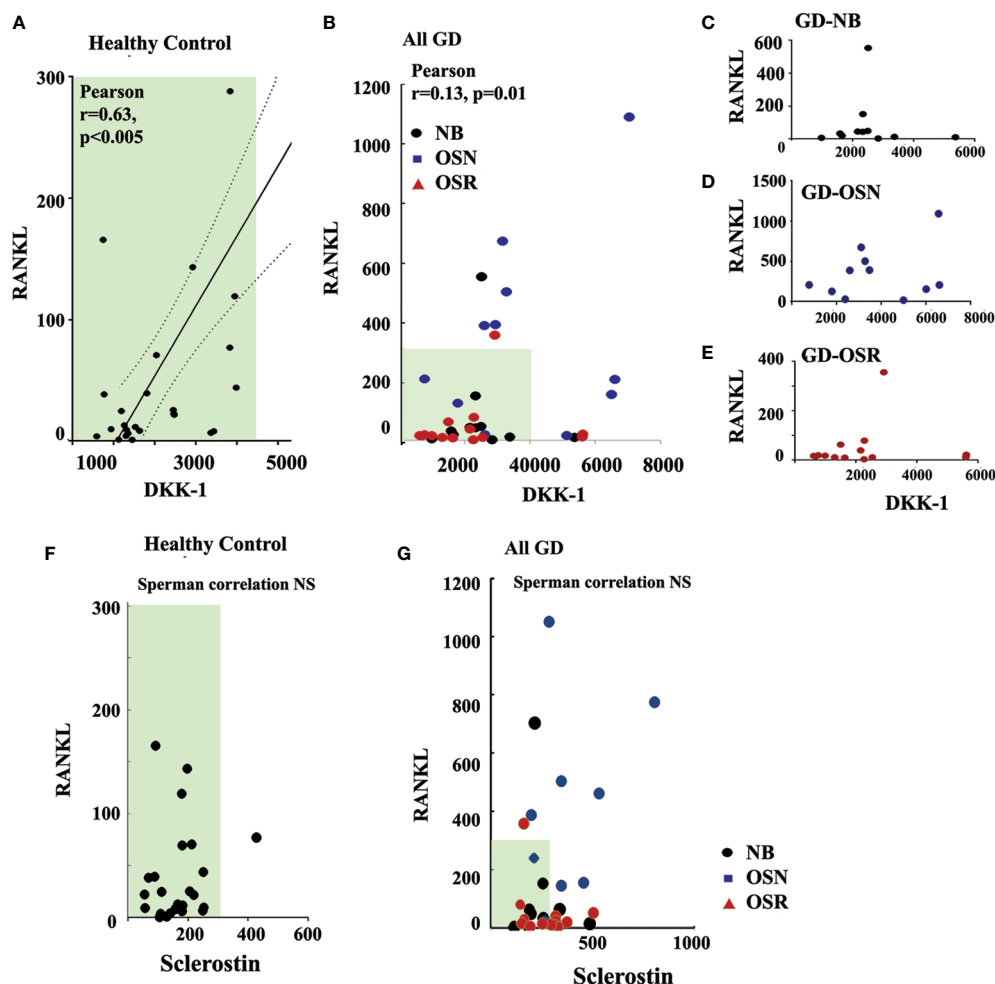 A
Healthy Control
300
200
100
0
RANKL
Pearson
r=0.63,
p<0.005
1000 3000 5000
DKK-1
B
All GD
Pearson
r=0.13, p=0.01
NB
OSN
OSR
1200
1000
800
600
400
200
0
RANKL
2000 40000 6000 8000
DKK-1
C
GD-NB
600
400
200
0
RANKL
2000 4000 6000
D
GD-OSN
1500
1000
500
0
RANKL
2000 4000 6000 8000
E
GD-OSR
400
200
0
RANKL
2000 4000 6000
DKK-1
F
Healthy Control
Sperman correlation NS
300
200
100
0
RANKL
200 400 600
Sclerostin
G
All GD
Sperman correlation NS
1200
1000
800
600
400
200
0
RANKL
500 1000
Sclerostin
NB
OSN
OSR